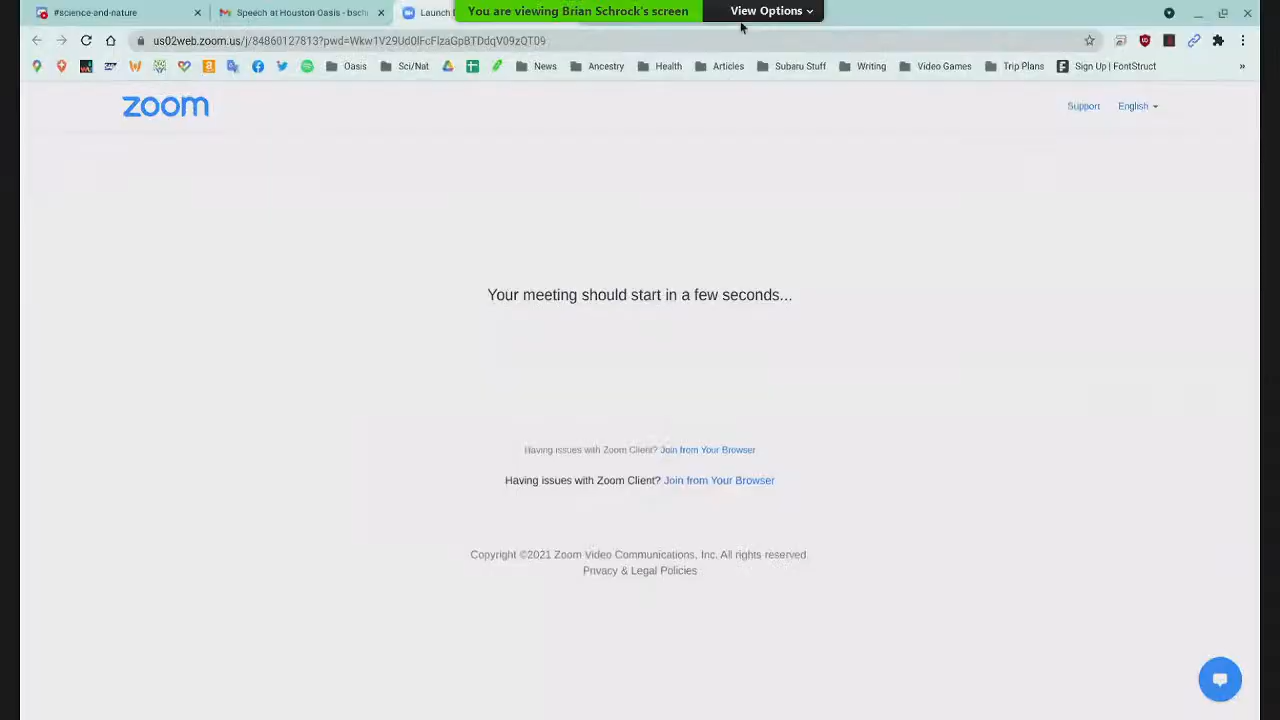 #science-and-nature
Speech at Houston Oasis - bsch
Launch
You are viewing Brian Schrock's screen
View Options
us02web.zoom.us/j/84860127813?pwd=Wkw1V29Ud0lFcFlzaGpBTDdqV09zQT09
Oasis
Sci/Nat
News
Ancestry
Health
Articles
Subaru Stuff
Writing
Video Games
Trip Plans
Sign Up | FontStruct
»
zoom
Support
English
Your meeting should start in a few seconds...
Having issues with Zoom Client? Join from Your Browser
Having issues with Zoom Client? Join from Your Browser
Copyright ©2021 Zoom Video Communications, Inc. All rights reserved.
Privacy & Legal Policies